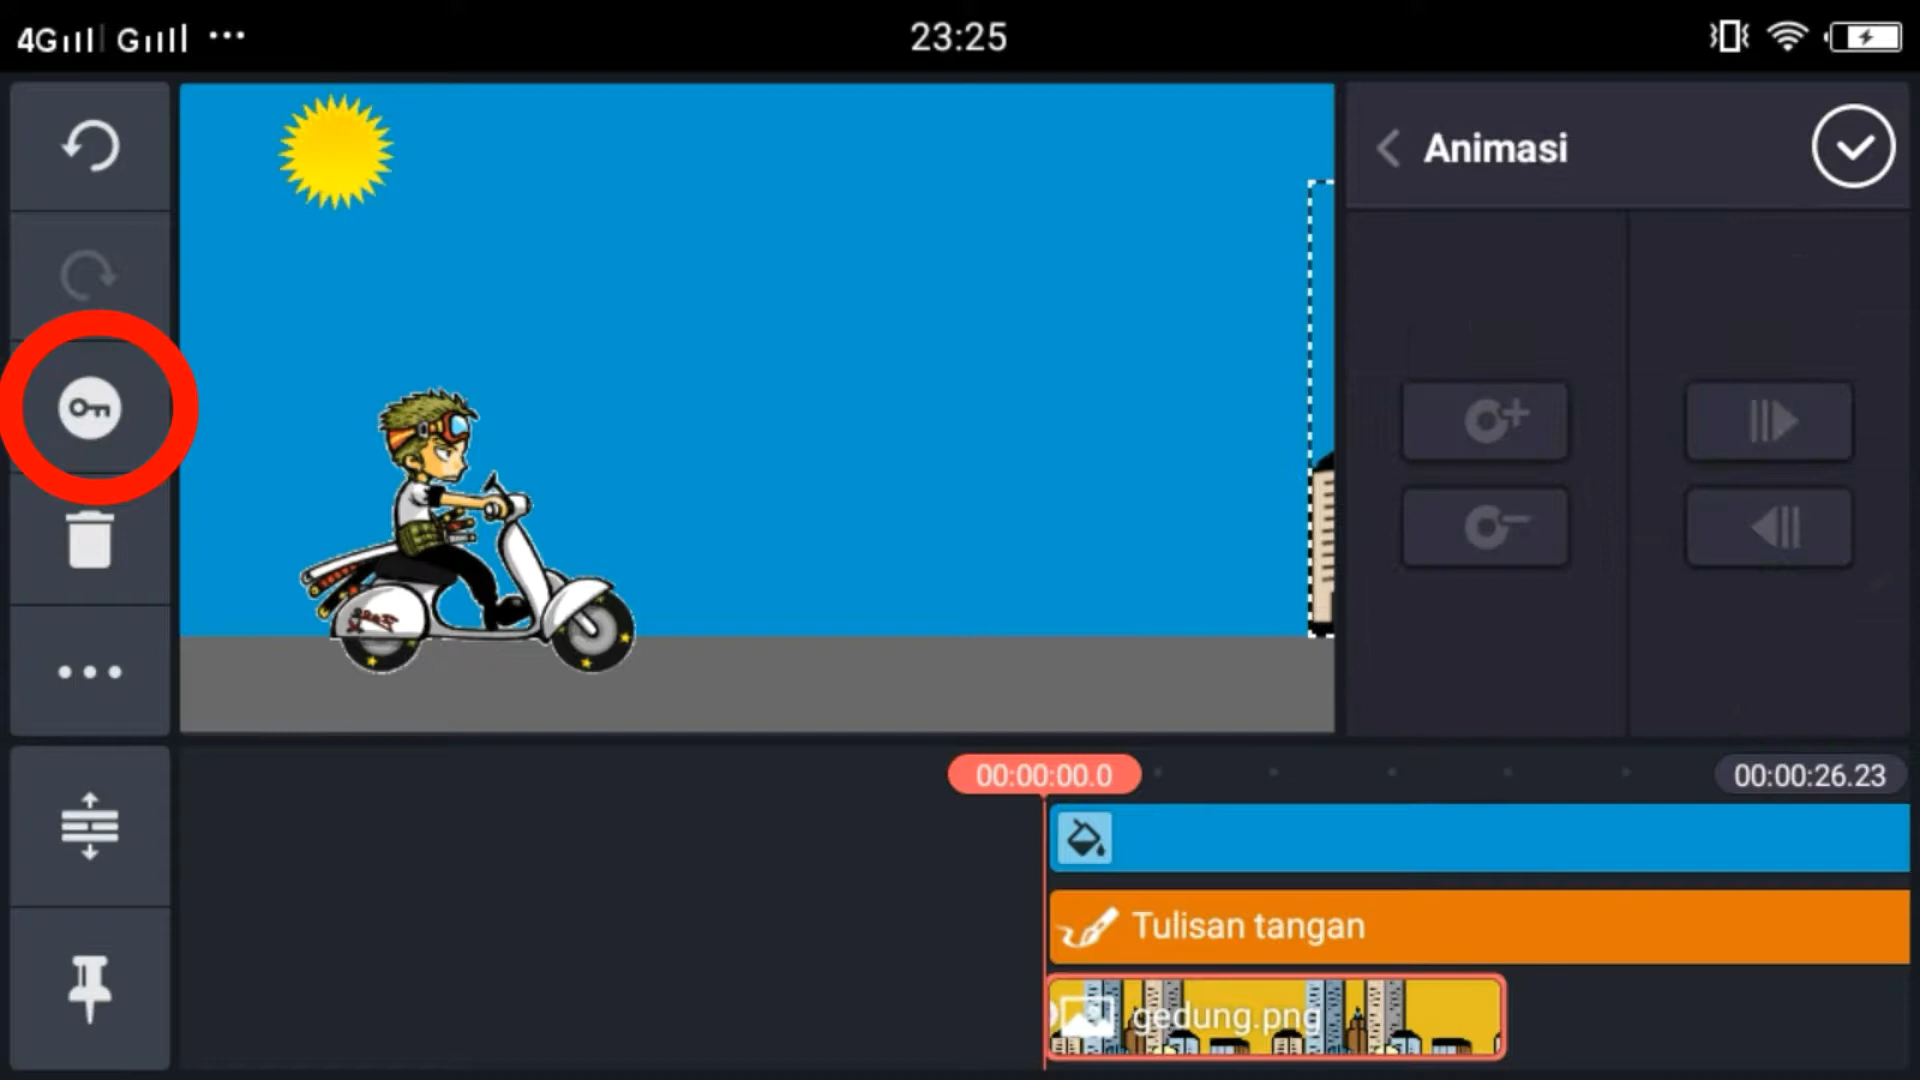 4G G
23:25
Animasi
00:00:00.0
00:00:26.23
Tulisan tangan
gedung.png